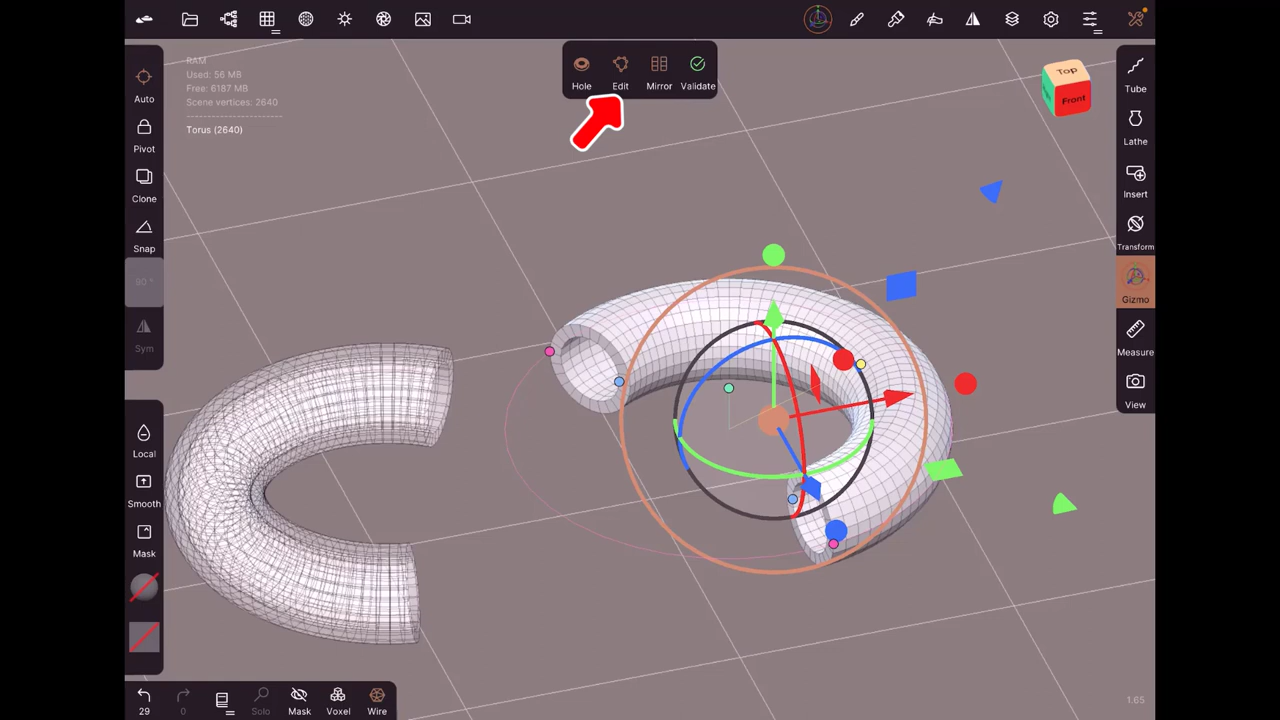 RAM
Used: 56 MB
Free: 6187 MB
Scene vertices: 2640
Torus (2640)
Hole
Edit
Mirror
Validate
Top
Front
Auto
Pivot
Clone
Snap
90 °
Sym
Local
Smooth
Mask
Tube
Lathe
Insert
Transform
Gizmo
Measure
View
29
0
Solo
Mask
Voxel
Wire
1.65